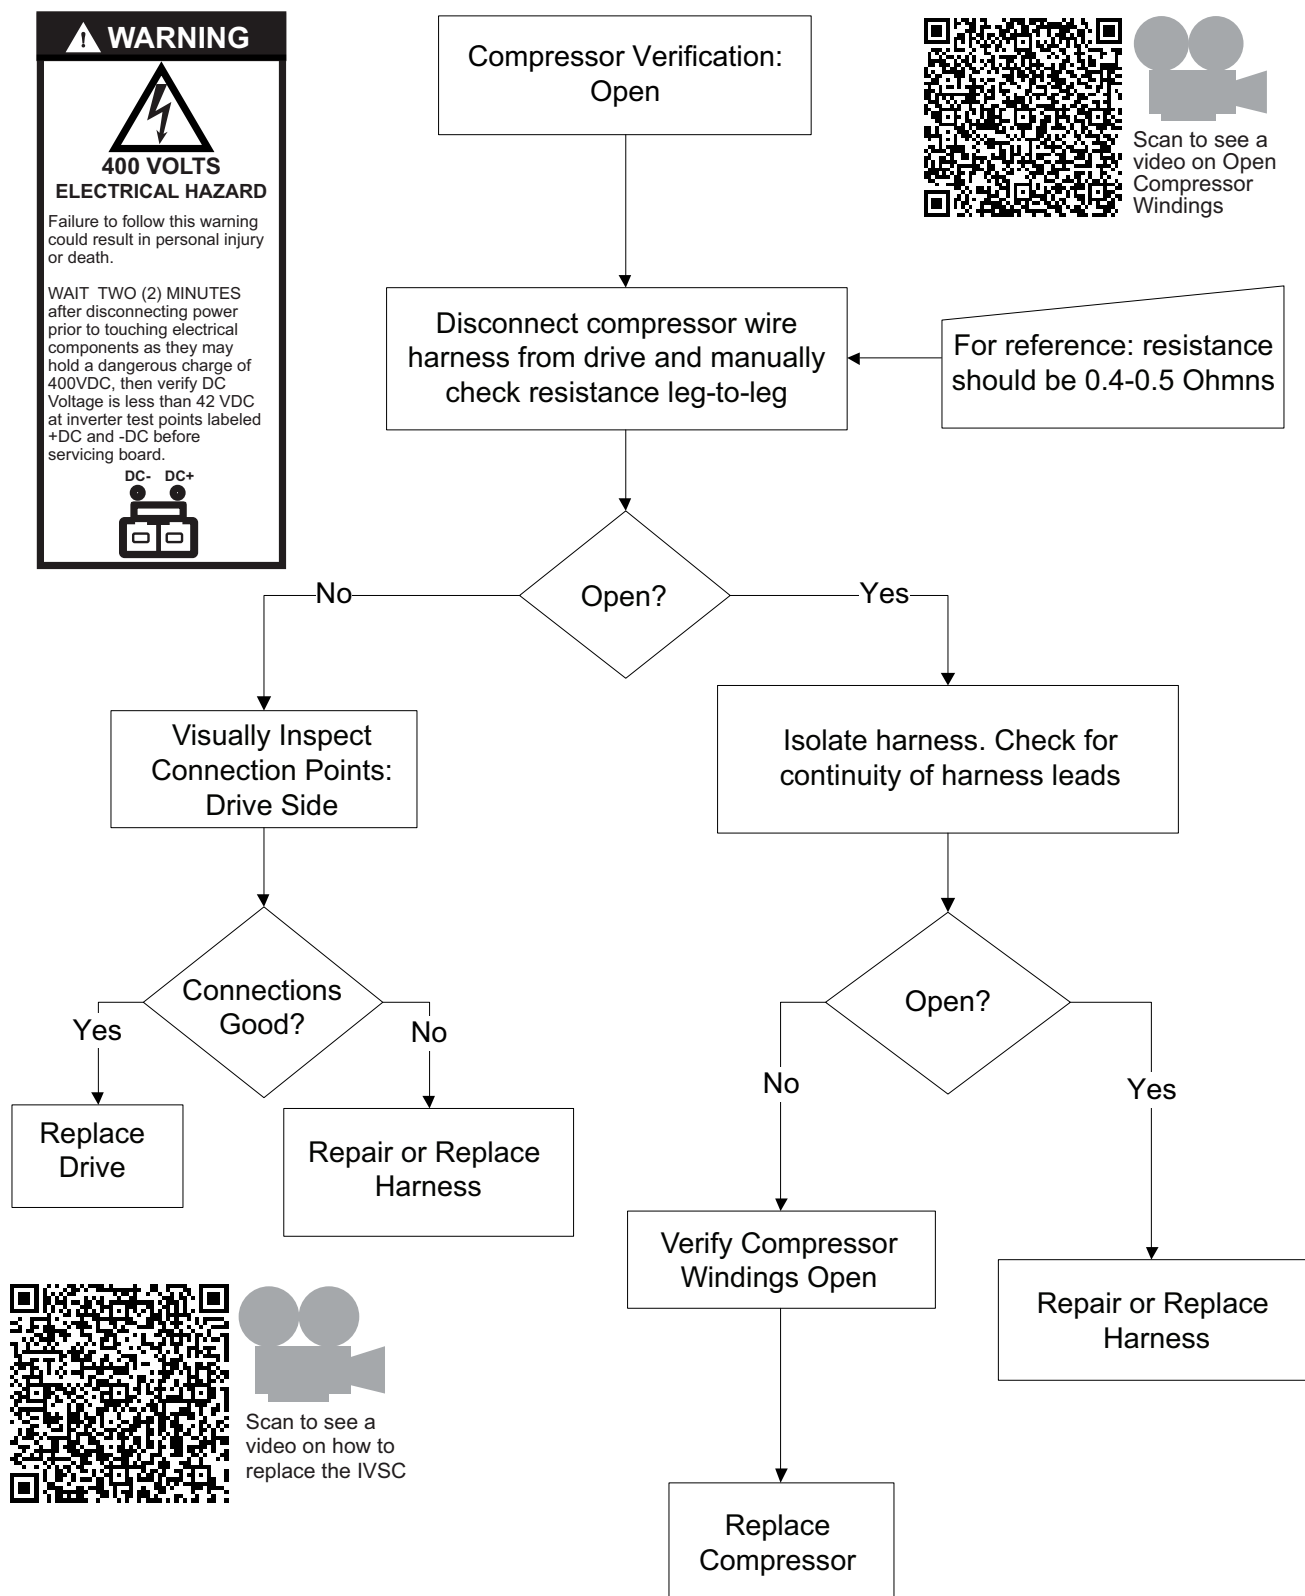 WARNING
400 VOLTS
ELECTRICAL HAZARD
Failure to follow this warning
could result in personal injury
or death.
WAIT TWO (2) MINUTES
after disconnecting power
prior to touching electrical
components as they may
hold a dangerous charge of
400VDC, then verify DC
Voltage is less than 42 VDC
at inverter test points labeled
+DC and -DC before
servicing board.
DC- DC+
Compressor Verification:
Open
Scan to see a
video on Open
Compressor
Windings
Disconnect compressor wire
harness from drive and manually
check resistance leg-to-leg
For reference: resistance
should be 0.4-0.5 Ohmns
Open?
No
Yes
Visually Inspect
Connection Points:
Drive Side
Isolate harness. Check for
continuity of harness leads
Connections
Good?
Yes
No
Open?
No
Yes
Replace
Drive
Repair or Replace
Harness
Verify Compressor
Windings Open
Repair or Replace
Harness
Scan to see a
video on how to
replace the IVSC
Replace
Compressor